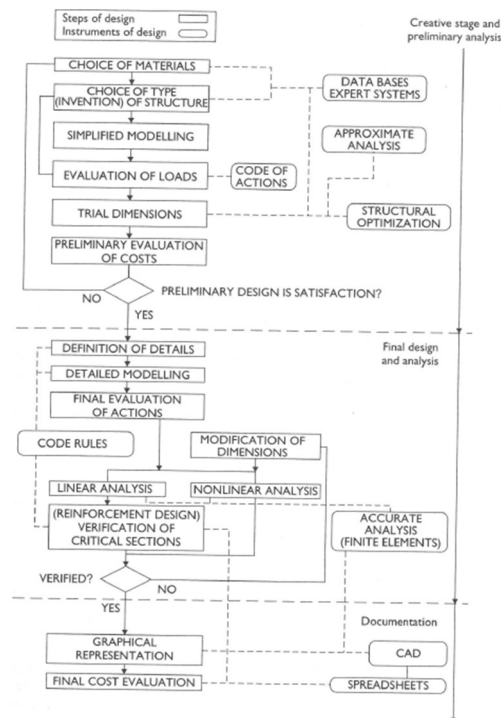 Steps of design
Instruments of design
Creative stage and
preliminary analysis
CHOICE OF MATERIALS
CHOICE OF TYPE
(INVENTION) OF STRUCTURE
DATA BASES
EXPERT SYSTEMS
SIMPLIFIED MODELLING
APPROXIMATE
ANALYSIS
EVALUATION OF LOADS
CODE OF
ACTIONS
TRIAL DIMENSIONS
STRUCTURAL
OPTIMIZATION
PRELIMINARY EVALUATION
OF COSTS
NO
PRELIMINARY DESIGN IS SATISFACTION?
YES
DEFINITION OF DETAILS
Final design
and analysis
DETAILED MODELLING
FINAL EVALUATION
OF ACTIONS
CODE RULES
MODIFICATION OF
DIMENSIONS
LINEAR ANALYSIS
NONLINEAR ANALYSIS
(REINFORCEMENT DESIGN)
VERIFICATION OF
CRITICAL SECTIONS
ACCURATE
ANALYSIS
(FINITE ELEMENTS)
VERIFIED?
NO
YES
Documentation
GRAPHICAL
REPRESENTATION
CAD
FINAL COST EVALUATION
SPREADSHEETS